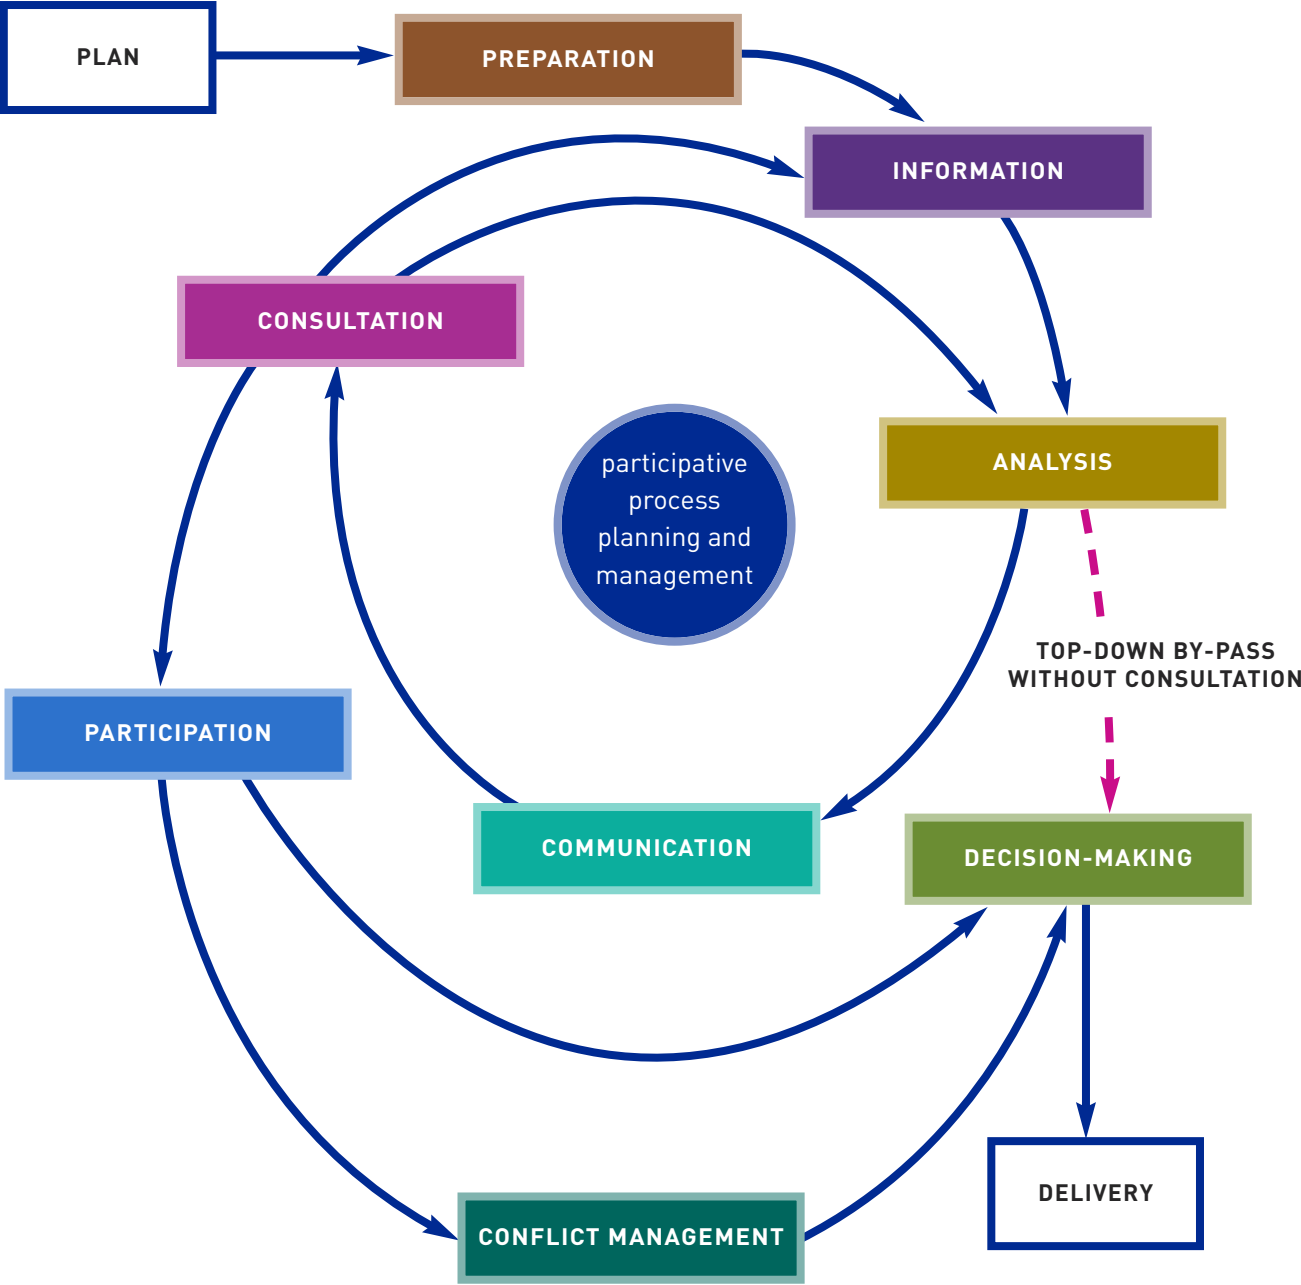 PLAN
PREPARATION
INFORMATION
CONSULTATION
ANALYSIS
participative
process
planning and
management
TOP-DOWN BY-PASS
WITHOUT CONSULTATION
PARTICIPATION
COMMUNICATION
DECISION-MAKING
DELIVERY
CONFLICT MANAGEMENT